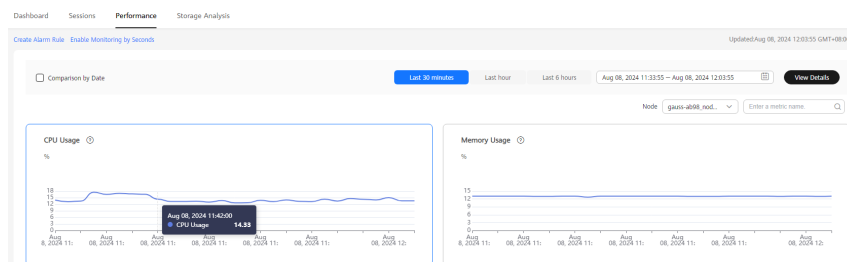 Dashboard Sessions Performance Storage Analysis
Create Alarm Rule Enable Monitoring by Seconds Updated:Aug 08, 2024 12:03:55 GMT+08:0
Comparison by Date Last 30 minutes Last hour Last 6 hours Aug 08, 2024 11:33:55 – Aug 08, 2024 12:03:55 View Details
Node gauss-ab98_nod... Enter a metric name
CPU Usage
%
18
15
12
9
6
3
0
Aug 08, 2024 11:42:00
CPU Usage 14.33
Aug Aug Aug Aug Aug Aug Aug
8, 2024 11: 08, 2024 11: 08, 2024 11: 08, 2024 11: 08, 2024 11: 08, 2024 11: 08, 2024 12:
Memory Usage
%
15
12
9
6
3
0
Aug Aug Aug Aug Aug Aug Aug
8, 2024 11: 08, 2024 11: 08, 2024 11: 08, 2024 11: 08, 2024 11: 08, 2024 11: 08, 2024 12: